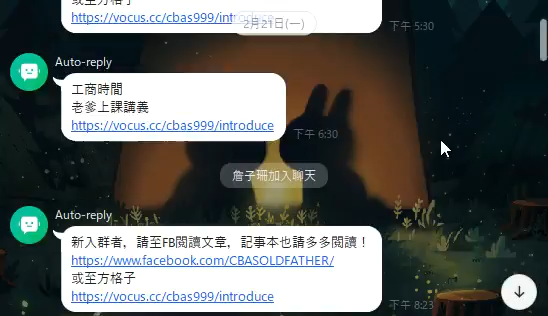 或至方格子
https://vocus.cc/cbas999/introduce
2月21日(一)
下午 5:30
Auto-reply
工商時間
老爹上課講義
https://vocus.cc/cbas999/introduce
下午 6:30
詹子珊加入聊天
Auto-reply
新入群者，請至FB閱讀文章，記事本也請多多閱讀！
https://www.facebook.com/CBASOLDFATHER/
或至方格子
https://vocus.cc/cbas999/introduce
下午 8:23